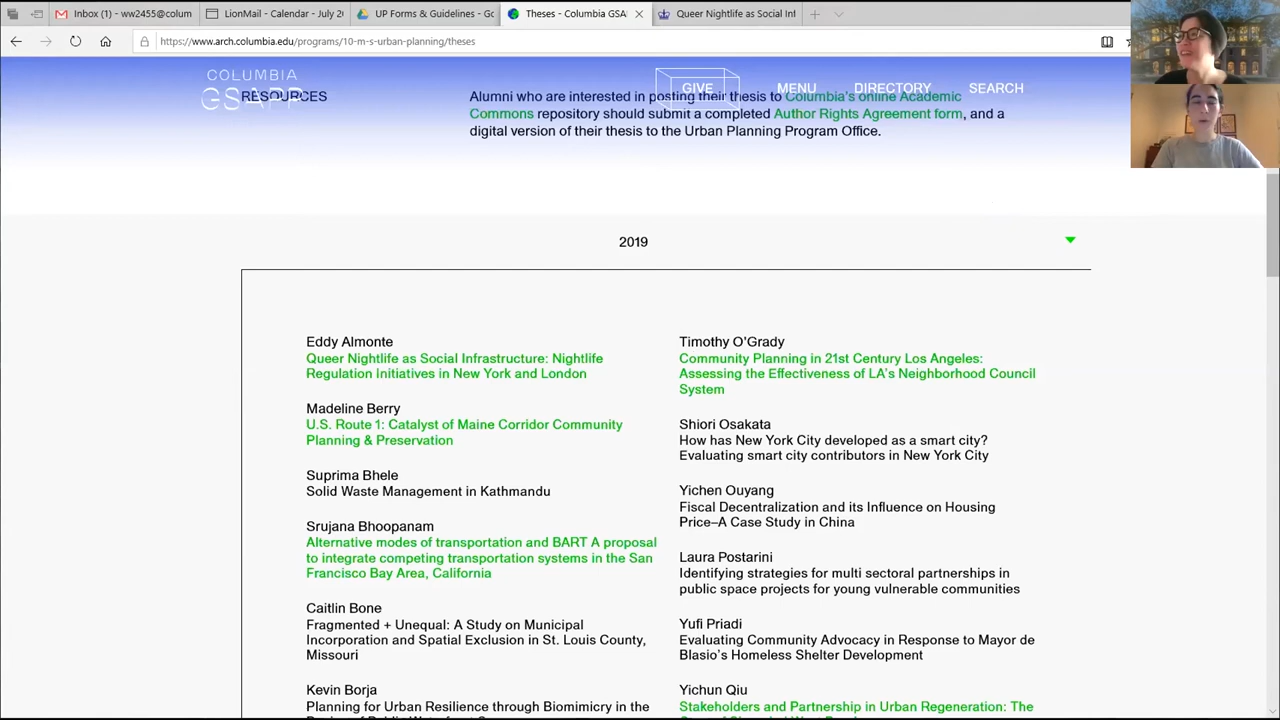 Inbox (1) - ww2455@colum
LionMail - Calendar - July 2
UP Forms & Guidelines - Go
Theses - Columbia GSA
Queer Nightlife as Social Inf
https://www.arch.columbia.edu/programs/10-m-s-urban-planning/theses
COLUMBIA
GSAPP
GIVE
MENU
DIRECTORY
SEARCH
RESOURCES
Alumni who are interested in posting their thesis to Columbia's online Academic
Commons repository should submit a completed Author Rights Agreement form, and a
digital version of their thesis to the Urban Planning Program Office.
2019
Eddy Almonte
Queer Nightlife as Social Infrastructure: Nightlife
Regulation Initiatives in New York and London
Madeline Berry
U.S. Route 1: Catalyst of Maine Corridor Community
Planning & Preservation
Suprima Bhele
Solid Waste Management in Kathmandu
Srujana Bhoopanam
Alternative modes of transportation and BART A proposal
to integrate competing transportation systems in the San
Francisco Bay Area, California
Caitlin Bone
Fragmented + Unequal: A Study on Municipal
Incorporation and Spatial Exclusion in St. Louis County,
Missouri
Kevin Borja
Planning for Urban Resilience through Biomimicry in the
Timothy O'Grady
Community Planning in 21st Century Los Angeles:
Assessing the Effectiveness of LA's Neighborhood Council
System
Shiori Osakata
How has New York City developed as a smart city?
Evaluating smart city contributors in New York City
Yichen Ouyang
Fiscal Decentralization and its Influence on Housing
Price–A Case Study in China
Laura Postarini
Identifying strategies for multi sectoral partnerships in
public space projects for young vulnerable communities
Yufi Priadi
Evaluating Community Advocacy in Response to Mayor de
Blasio's Homeless Shelter Development
Yichun Qiu
Stakeholders and Partnership in Urban Regeneration: The